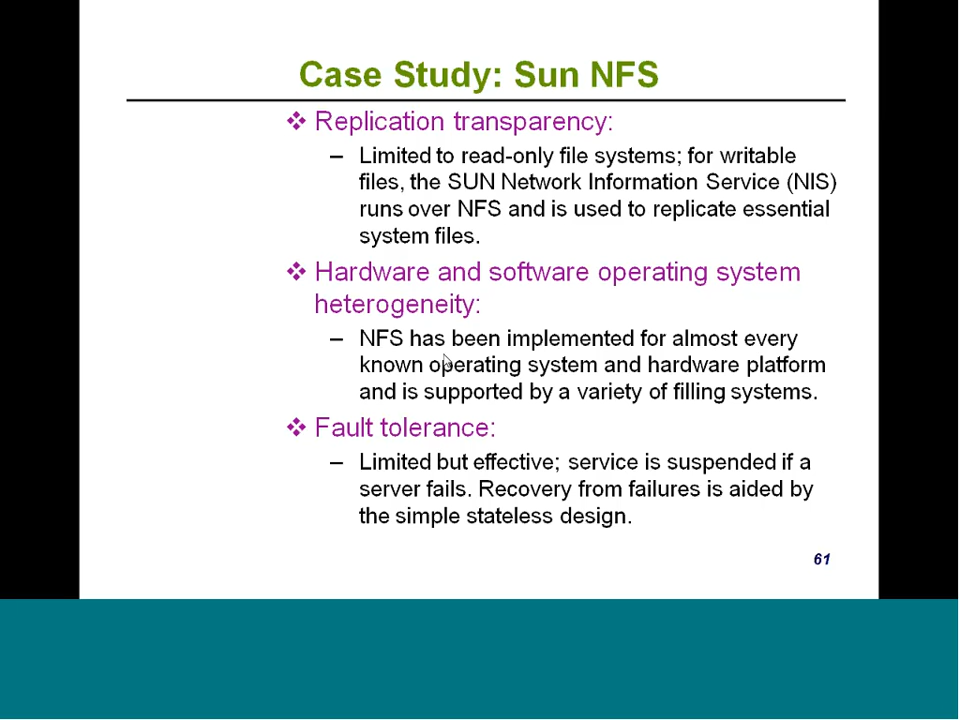 Case Study: Sun NFS
❖ Replication transparency:
– Limited to read-only file systems; for writable
files, the SUN Network Information Service (NIS)
runs over NFS and is used to replicate essential
system files.
❖ Hardware and software operating system
heterogeneity:
– NFS has been implemented for almost every
known operating system and hardware platform
and is supported by a variety of filling systems.
❖ Fault tolerance:
– Limited but effective; service is suspended if a
server fails. Recovery from failures is aided by
the simple stateless design.
61